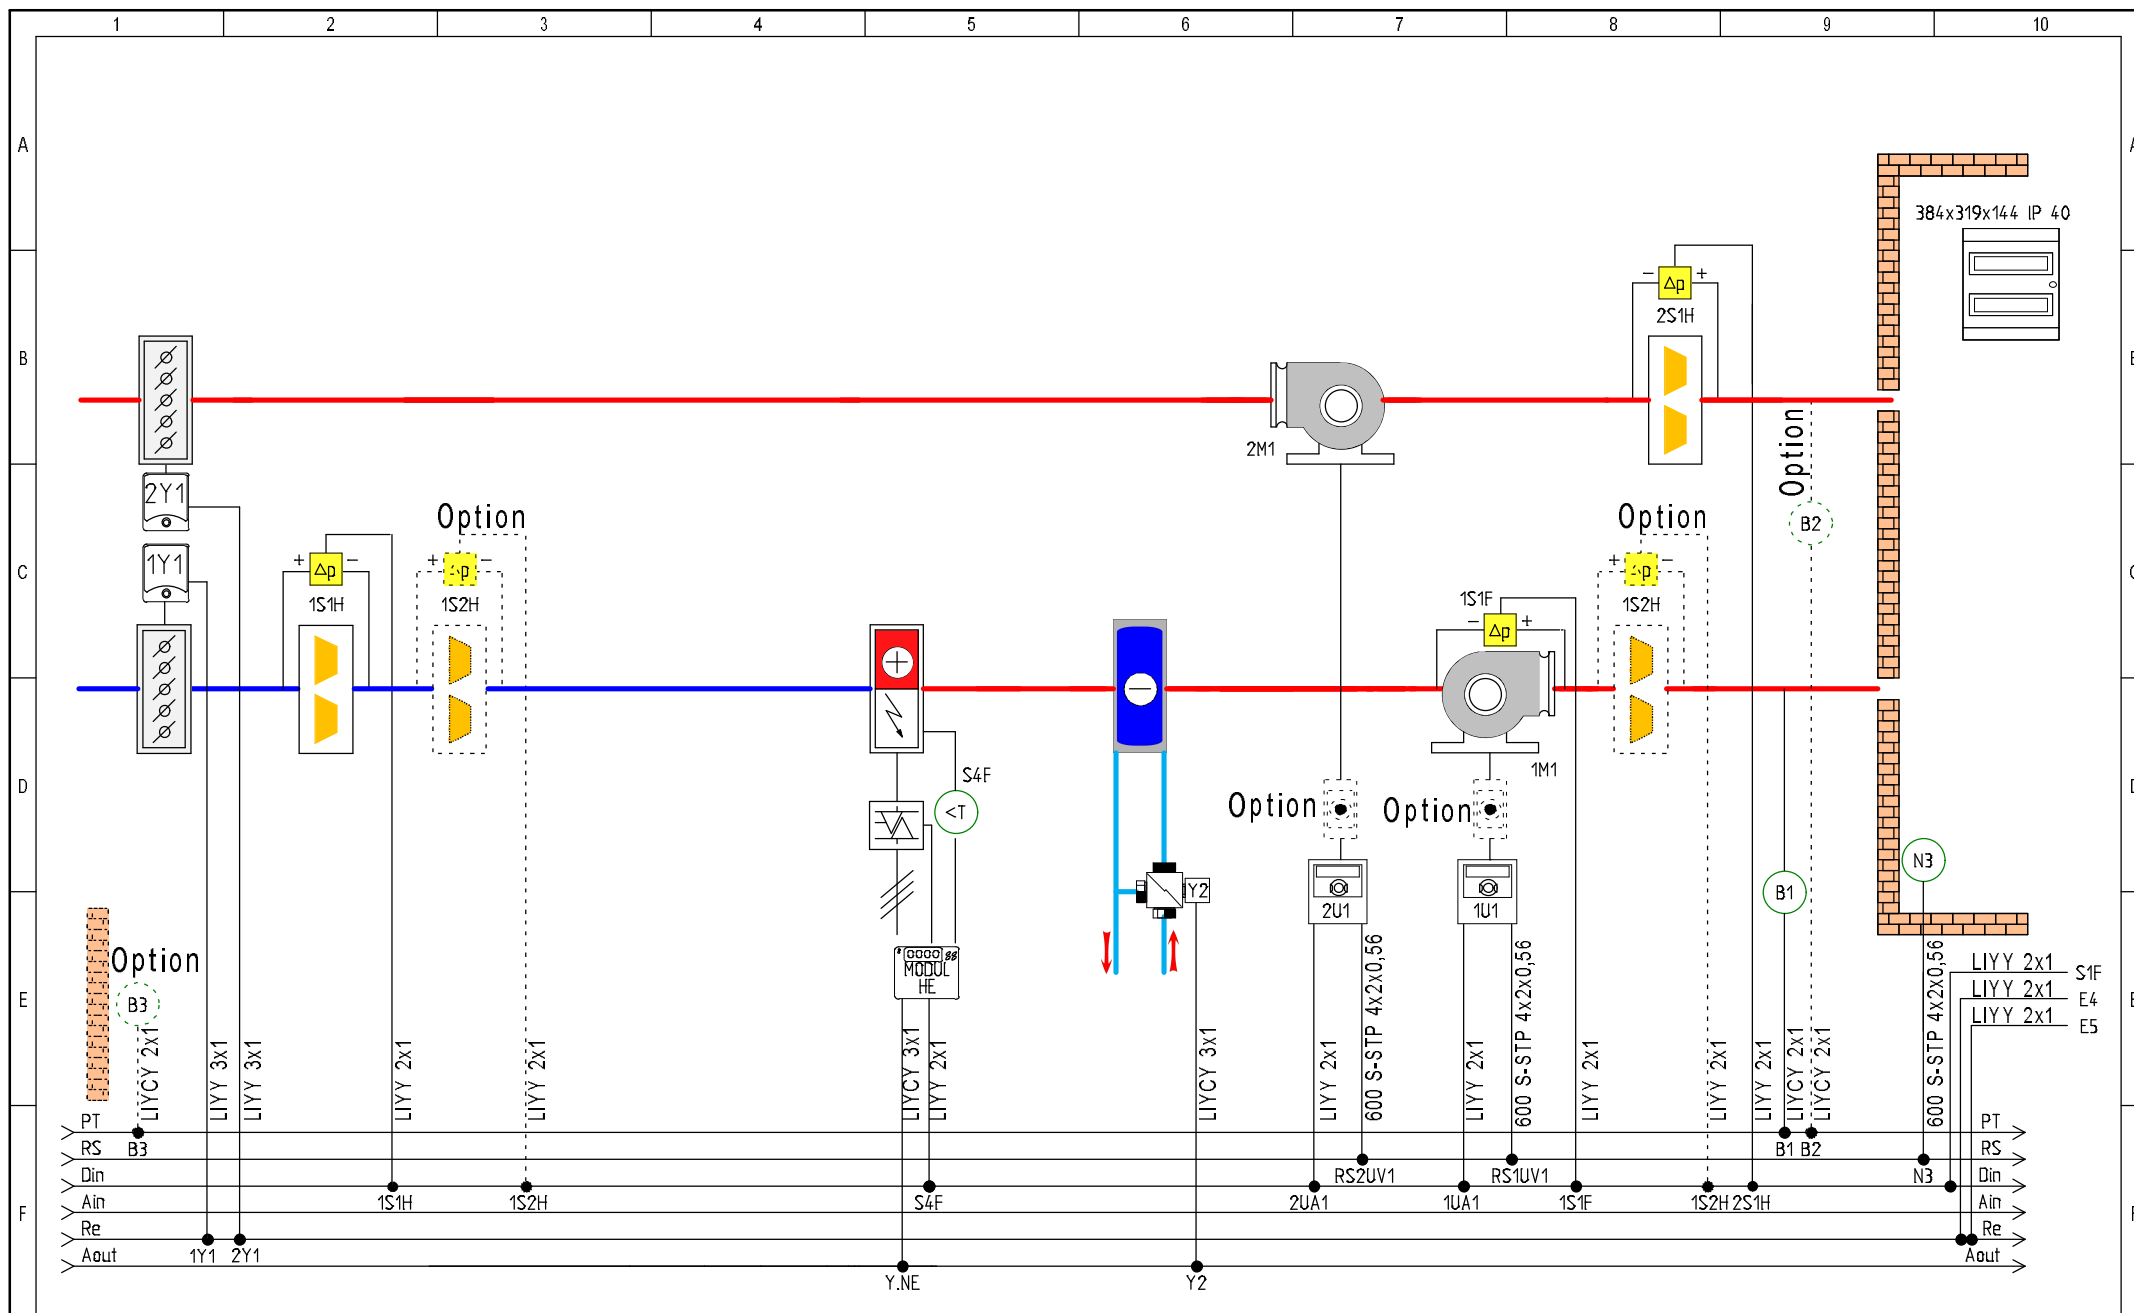 1 2 3 4 5 6 7 8 9 10
A
384x319x144 IP 40
- Δp +
2S1H
B
2M1
Option
2Y1
Option
Option
B2
1Y1
+ Δp -
+ Δp -
+ Δp -
C
1S1H
1S2H
1S1F
1S2H
- Δp +
+
-
1M1
S4F
D
Option
Option
<T
N3
Y2
B1
2U1
1U1
Option
MODUL
HE
LIYY 2x1 S1F
LIYY 2x1 E4
LIYY 2x1 E5
E
B3
LIYCY 2x1
LIYY 3x1
LIYY 3x1
LIYY 2x1
LIYY 2x1
LIYCY 3x1
LIYY 2x1
LIYCY 3x1
LIYY 2x1
600 S-STP 4x2x0,56
LIYY 2x1
600 S-STP 4x2x0,56
LIYY 2x1
LIYY 2x1
LIYY 2x1
LIYCY 2x1
LIYCY 2x1
600 S-STP 4x2x0,56
PT PT
RS B3 B1 B2 RS
Din RS2UV1 RS1UV1 N3 Din
Ain 1S1H 1S2H S4F 2UA1 1UA1 1S1F 1S2H 2S1H Ain
F
Re Re
Aout 1Y1 2Y1 Aout
Y.NE Y2